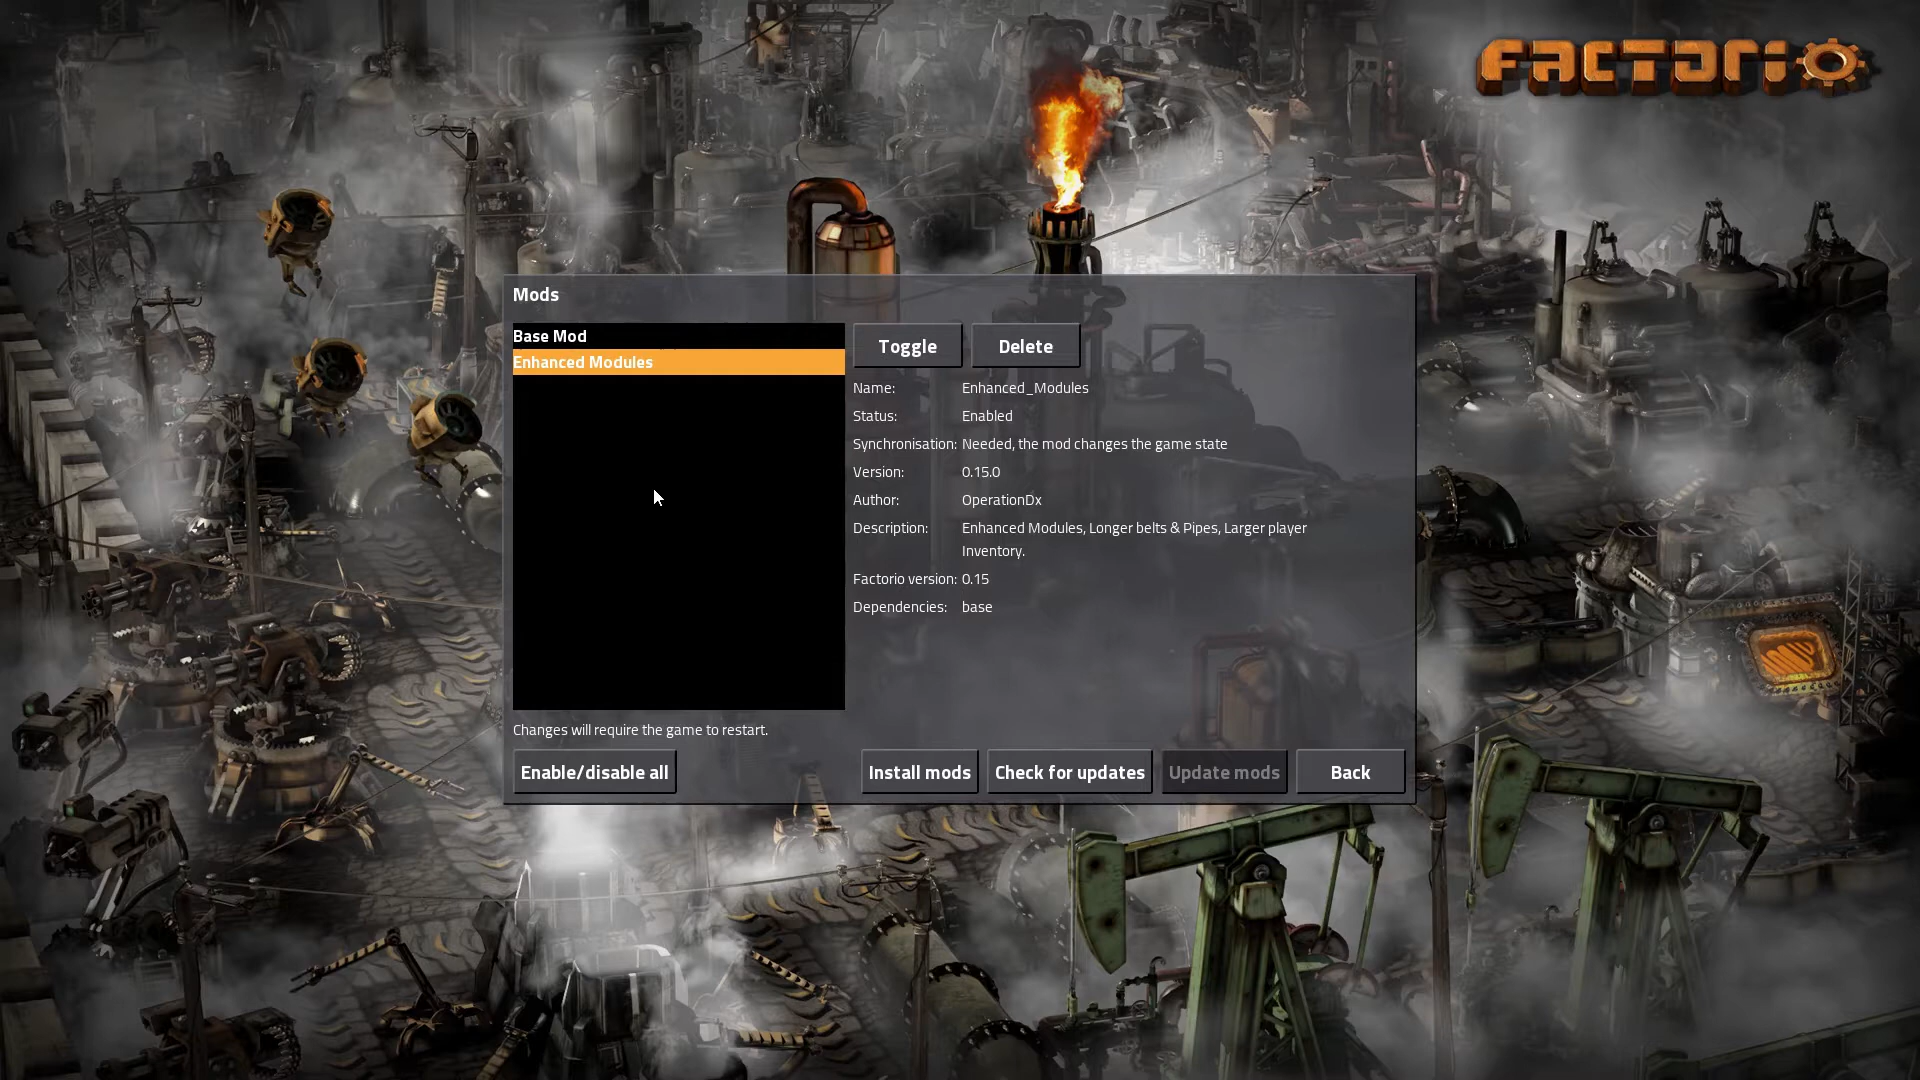 FACTORIO
Mods
Base Mod
Enhanced Modules
Toggle
Delete
Name: Enhanced_Modules
Status: Enabled
Synchronisation: Needed, the mod changes the game state
Version: 0.15.0
Author: OperationDx
Description: Enhanced Modules, Longer belts & Pipes, Larger player
Inventory.
Factorio version: 0.15
Dependencies: base
Changes will require the game to restart.
Enable/disable all
Install mods
Check for updates
Update mods
Back